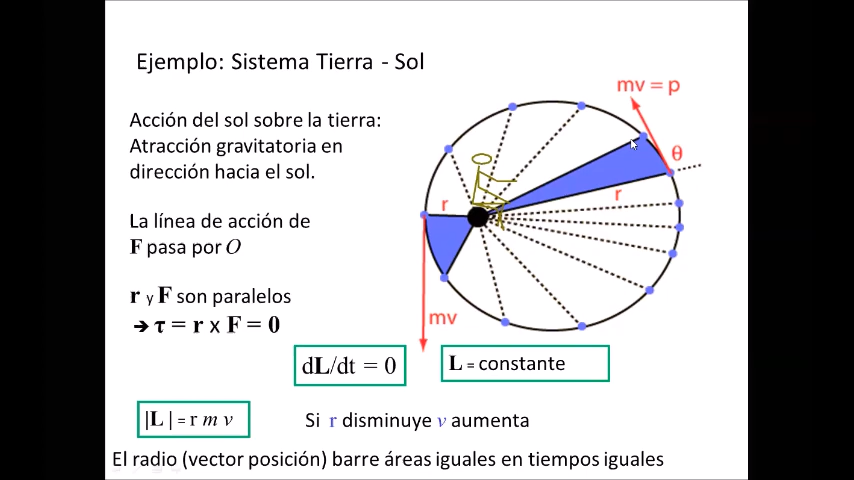 Ejemplo: Sistema Tierra - Sol
Acción del sol sobre la tierra:
Atracción gravitatoria en
dirección hacia el sol.
La línea de acción de
F pasa por O
r y F son paralelos
➔ τ = r x F = 0
mv = p
θ
r
r
mv
dL/dt = 0
L = constante
|L | = r m v
Si r disminuye v aumenta
El radio (vector posición) barre áreas iguales en tiempos iguales